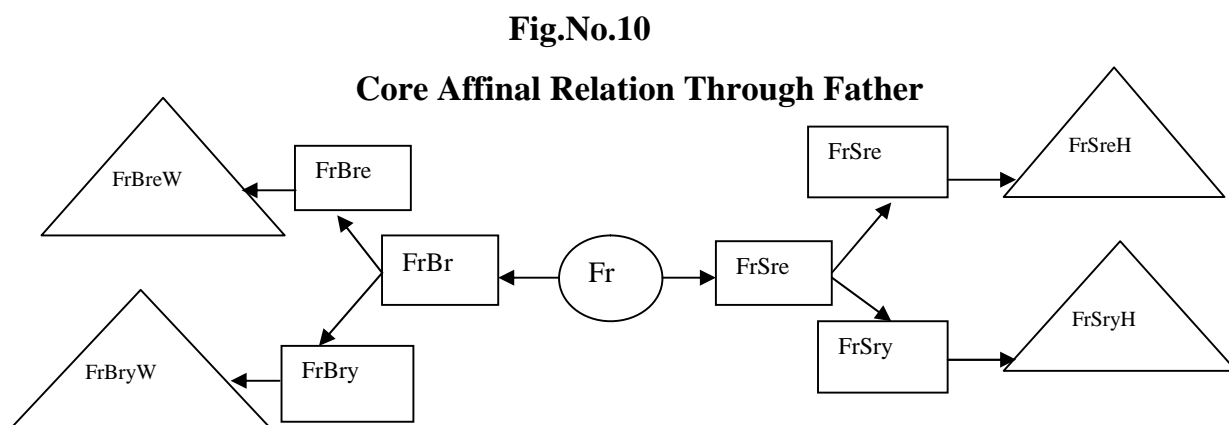 Fig.No.10
Core Affinal Relation Through Father
FrBreW
FrBre
FrSre
FrSreH
FrBr
Fr
FrSre
FrBryW
FrBry
FrSry
FrSryH